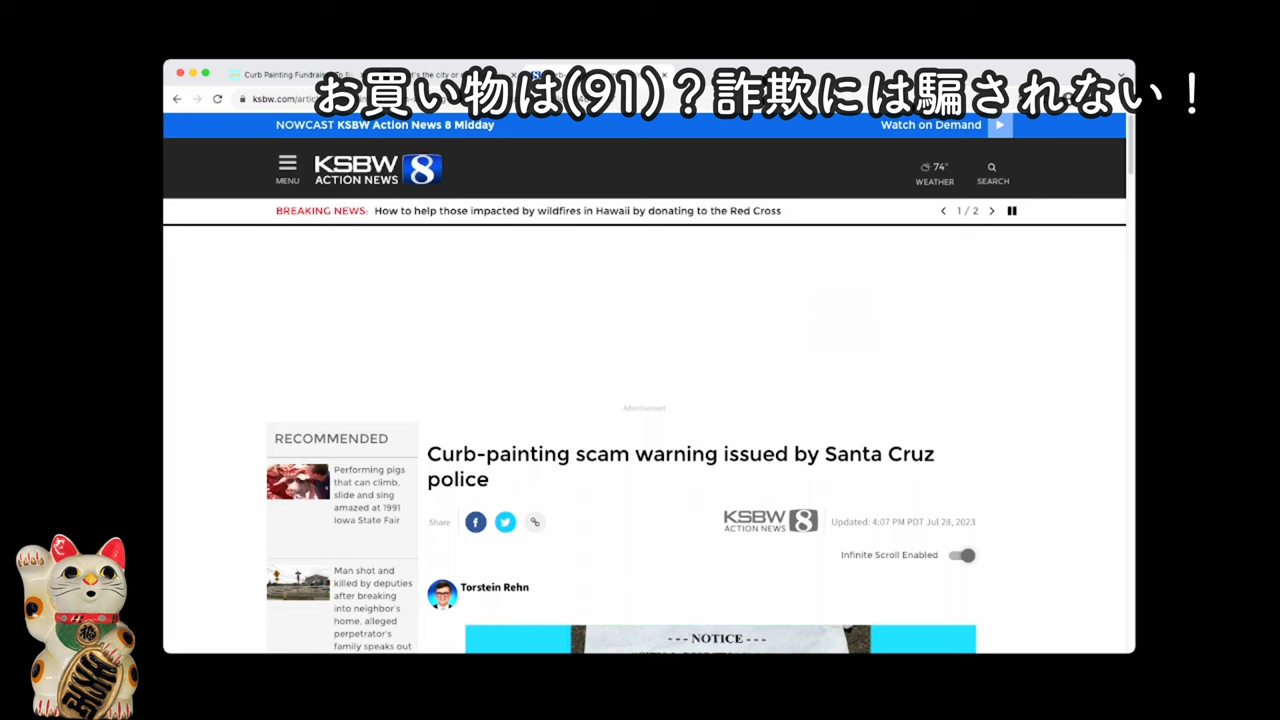 お買い物は(91)？詐欺には騙されない！
Curb Painting Fundrais
ksbw.com/artic
NOWCAST KSBW Action News 8 Midday
Watch on Demand
MENU
KSBW 8
ACTION NEWS
74°
WEATHER
SEARCH
BREAKING NEWS: How to help those impacted by wildfires in Hawaii by donating to the Red Cross
1 / 2
Advertisement
RECOMMENDED
Performing pigs
that can climb,
slide and sing
amazed at 1991
Iowa State Fair
Man shot and
killed by deputies
after breaking
into neighbor's
home, alleged
perpetrator's
family speaks out
Curb-painting scam warning issued by Santa Cruz
police
Share
KSBW 8
ACTION NEWS
Updated: 4:07 PM PDT Jul 28, 2023
Infinite Scroll Enabled
Torstein Rehn
--- NOTICE ---